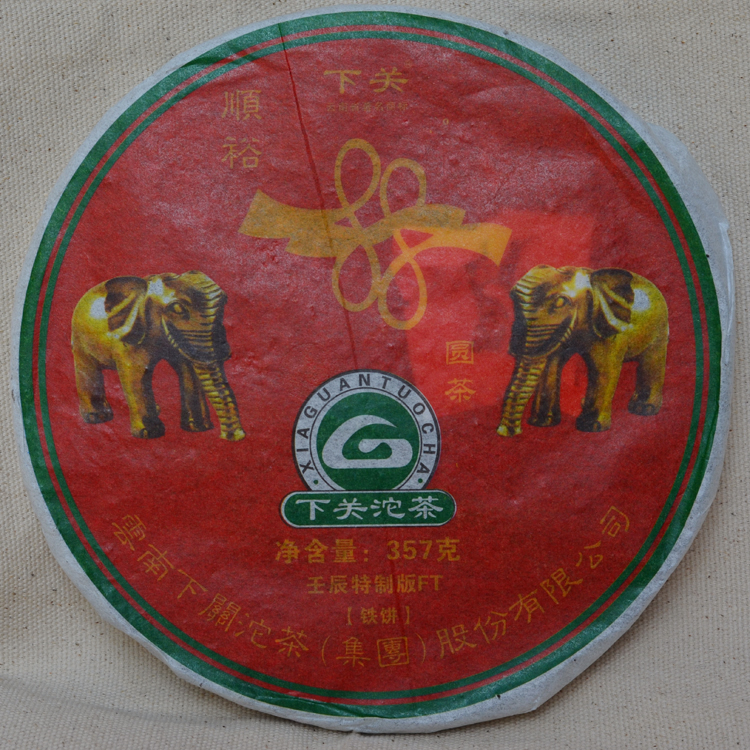 下关
順裕
圆茶
XIAGUANTUOCHA
下关沱茶
净含量：357克
壬辰特制版FT
【铁饼】
雲南下關沱茶（集團）股份有限公司